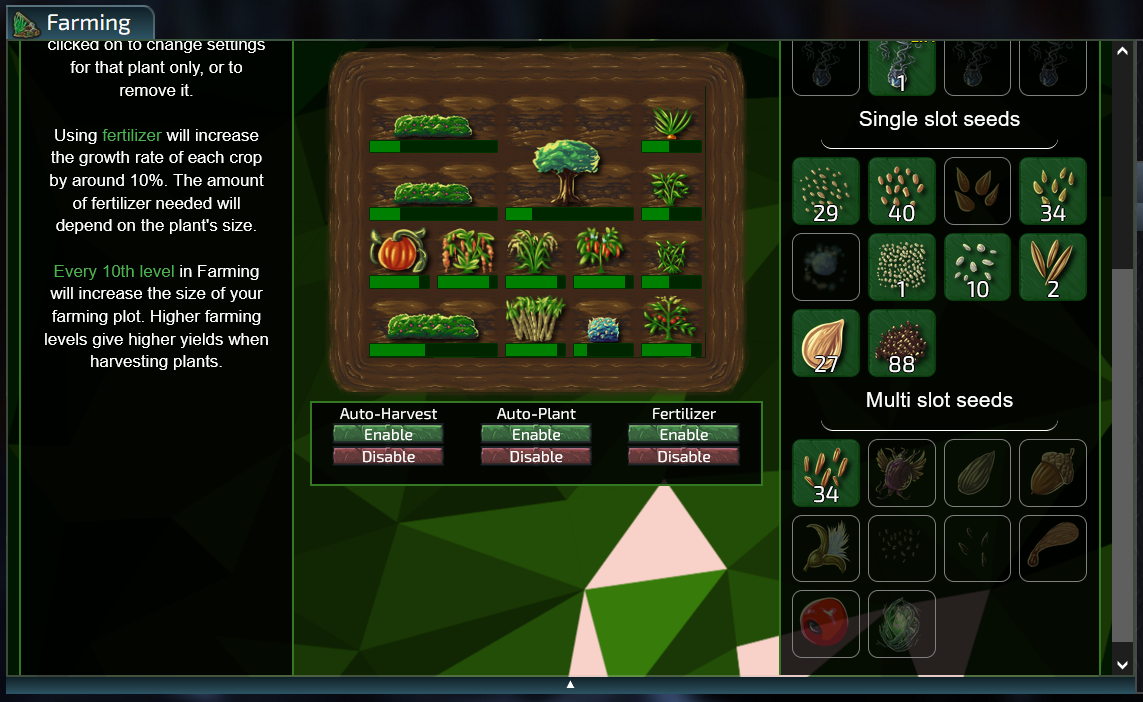 Farming
clicked on to change settings
for that plant only, or to
remove it.
Using fertilizer will increase
the growth rate of each crop
by around 10%. The amount
of fertilizer needed will
depend on the plant's size.
Every 10th level in Farming
will increase the size of your
farming plot. Higher farming
levels give higher yields when
harvesting plants.
Auto-Harvest
Auto-Plant
Fertilizer
Enable
Enable
Enable
Disable
Disable
Disable
1
Single slot seeds
29
40
34
1
10
2
27
88
Multi slot seeds
34